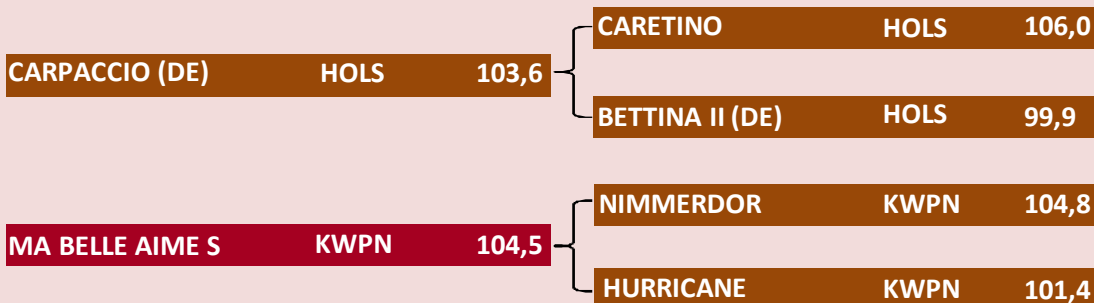 CARETINO HOLS 106,0
CARPACCIO (DE) HOLS 103,6
BETTINA II (DE) HOLS 99,9
NIMMERDOR KWPN 104,8
MA BELLE AIME S KWPN 104,5
HURRICANE KWPN 101,4